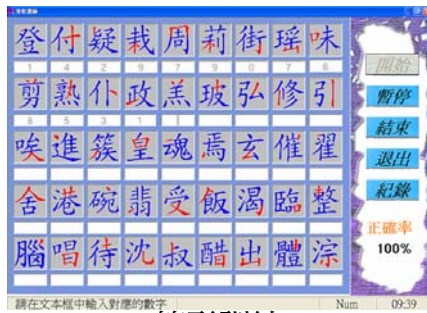 登付疑栽周莉街瑶味
1 4 2 9 7 9 0 7 6
剪熟仆政羔玻弘修引
8 5 3 1
唉進簇皇魂焉玄催翟
舍港碗翡受飯渴臨整
腦唱待沈叔醋出體淙
開始
暫停
結束
退出
紀錄
正確率
100%
請在文本框中輸入對應的數字 Num 09:39